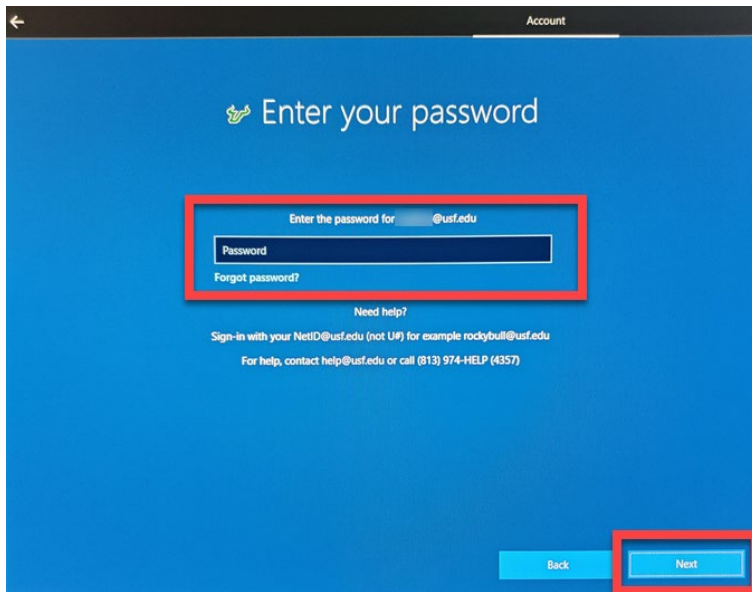 Account
Enter your password
Enter the password for @usf.edu
Password
Forgot password?
Need help?
Sign-in with your NetID@usf.edu (not U#) for example rockybull@usf.edu
For help, contact help@usf.edu or call (813) 974-HELP (4357)
Back Next